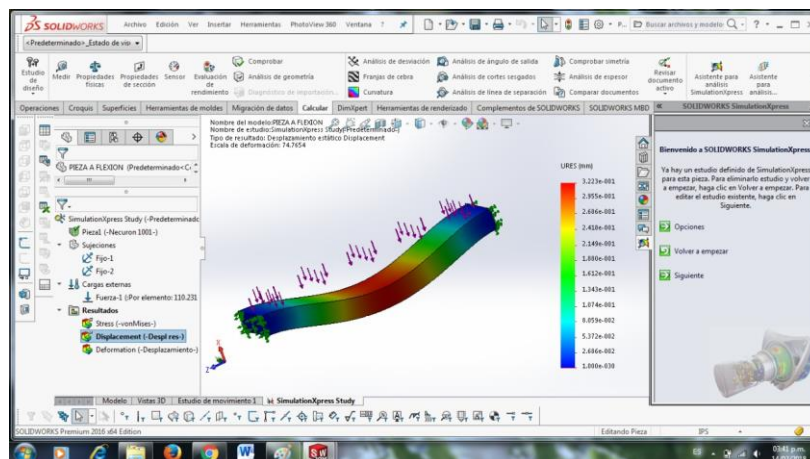 SOLIDWORKS Archivo Edición Ver Insertar Herramientas PhotoView 360 Ventana ? P... Buscar archivos y modelo
<Predeterminado>_Estado de vis
Estudio de diseño
Medir
Propiedades físicas
Propiedades de sección
Sensor
Evaluación de rendimiento
Comprobar
Análisis de geometría
Diagnóstico de importación...
Análisis de desviación
Franjas de cebra
Curvatura
Análisis de ángulo de salida
Análisis de cortes sesgados
Análisis de línea de separación
Comprobar simetría
Análisis de espesor
Comparar documentos
Revisar documento activo
Asistente para análisis SimulationXpress
Asistente para análisis...
Operaciones Croquis Superficies Herramientas de moldes Migración de datos Calcular DimXpert Herramientas de renderizado Complementos de SOLIDWORKS SOLIDWORKS MBD
SOLIDWORKS SimulationXpress
PIEZA A FLEXION (Predeterminado<C
SimulationXpress Study (-Predeterminado
Pieza1 (-Necuron 1001-)
Sujeciones
Fijo-1
Fijo-2
Cargas externas
Fuerza-1 (:Por elemento: 110.231
Resultados
Stress (-vonMises-)
Displacement (-Despl res-)
Deformation (-Desplazamiento-)
Nombre del modelo:PIEZA A FLEXION
Nombre de estudio:SimulationXpress Study(-Predeterminado-)
Tipo de resultado: Desplazamiento estático Displacement
Escala de deformación: 74.7654
URES (mm)
3.223e-001
2.955e-001
2.686e-001
2.418e-001
2.149e-001
1.880e-001
1.612e-001
1.343e-001
1.074e-001
8.059e-002
5.372e-002
2.686e-002
1.000e-030
Bienvenido a SOLIDWORKS SimulationXpress
Ya hay un estudio definido de SimulationXpress
para esta pieza. Para eliminarlo estudio y volver
a empezar, haga clic en Volver a empezar. Para
editar el estudio existente, haga clic en
Siguiente.
Opciones
Volver a empezar
Siguiente
Modelo Vistas 3D Estudio de movimiento 1 SimulationXpress Study
SOLIDWORKS Premium 2016 x64 Edition Editando Pieza IPS
ES 03:41 p.m.